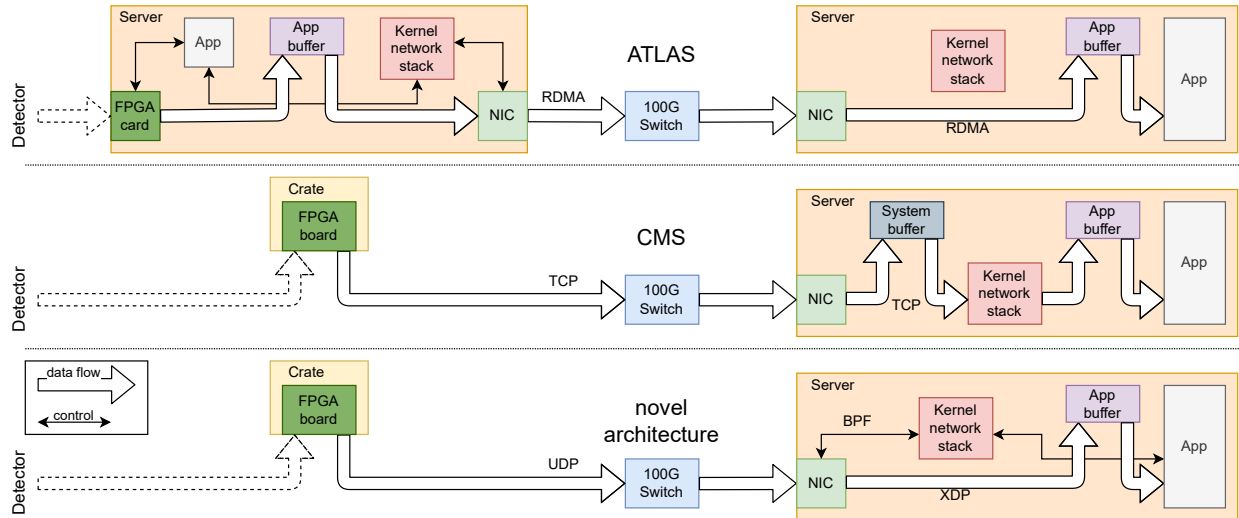 Server
App
App
buffer
Kernel
network
stack
Detector
FPGA
card
NIC
RDMA
ATLAS
100G
Switch
Server
NIC
RDMA
Kernel
network
stack
App
buffer
App
Crate
FPGA
board
Detector
TCP
CMS
100G
Switch
Server
NIC
System
buffer
TCP
Kernel
network
stack
App
buffer
App
data flow
control
Crate
FPGA
board
Detector
UDP
novel
architecture
100G
Switch
Server
BPF
NIC
Kernel
network
stack
XDP
App
buffer
App